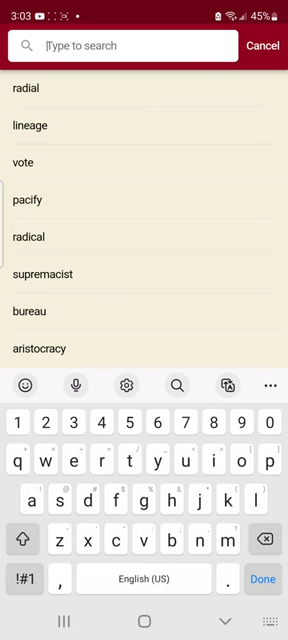 3:03 45%
Type to search Cancel
radial
lineage
vote
pacify
radical
supremacist
bureau
aristocracy
1 2 3 4 5 6 7 8 9 0
q w e r t y u i o p
a s d f g h j k l
z x c v b n m
!#1 , English (US) . Done